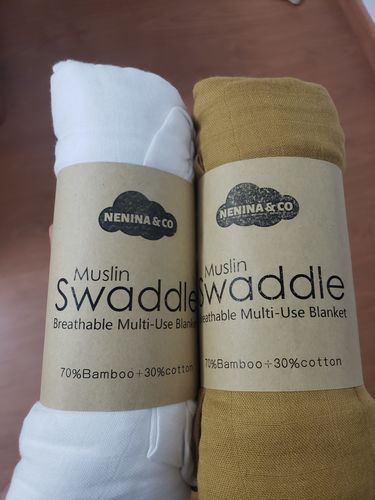 NENINA & CO
Muslin
Swaddle
Breathable Multi-Use Blanke
70%Bamboo÷30%cotton
NENINA & CO
Muslin
Swaddle
Breathable Multi-Use Blanket
70%Bamboo÷30%cotton